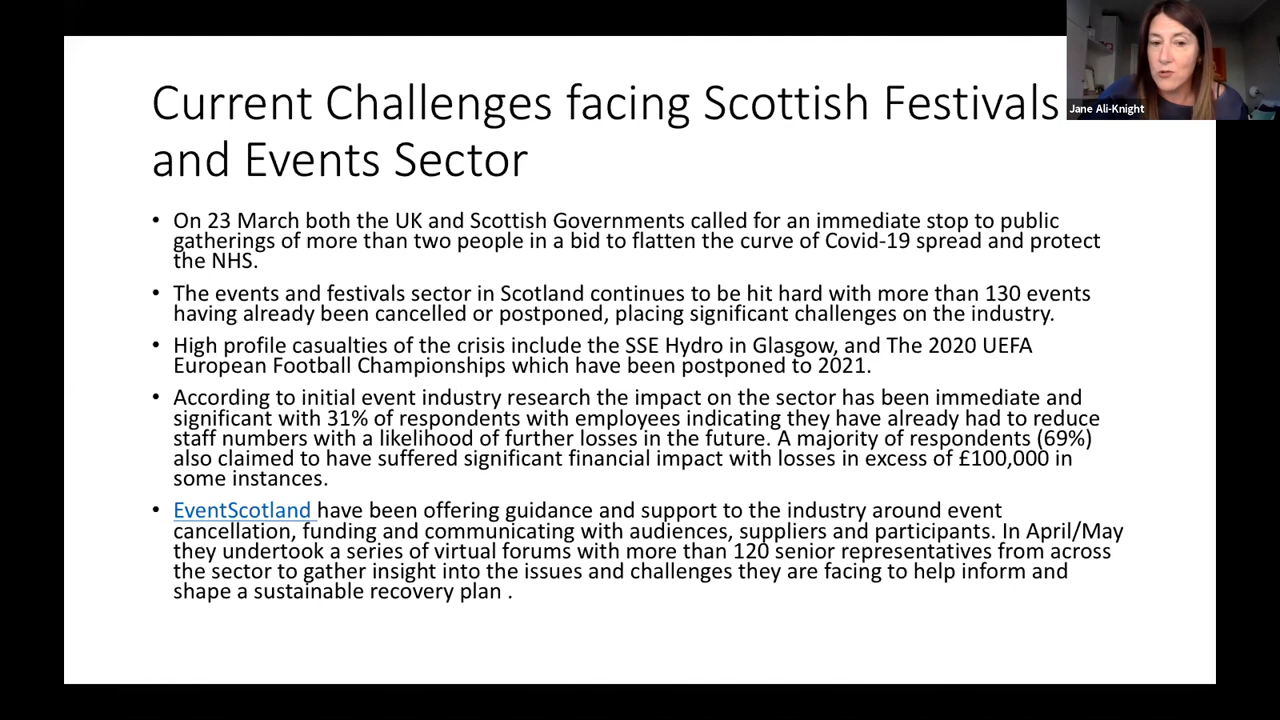 Current Challenges facing Scottish Festivals
and Events Sector
Jane Ali-Knight
• On 23 March both the UK and Scottish Governments called for an immediate stop to public
gatherings of more than two people in a bid to flatten the curve of Covid-19 spread and protect
the NHS.
• The events and festivals sector in Scotland continues to be hit hard with more than 130 events
having already been cancelled or postponed, placing significant challenges on the industry.
• High profile casualties of the crisis include the SSE Hydro in Glasgow, and The 2020 UEFA
European Football Championships which have been postponed to 2021.
• According to initial event industry research the impact on the sector has been immediate and
significant with 31% of respondents with employees indicating they have already had to reduce
staff numbers with a likelihood of further losses in the future. A majority of respondents (69%)
also claimed to have suffered significant financial impact with losses in excess of £100,000 in
some instances.
• EventScotland have been offering guidance and support to the industry around event
cancellation, funding and communicating with audiences, suppliers and participants. In April/May
they undertook a series of virtual forums with more than 120 senior representatives from across
the sector to gather insight into the issues and challenges they are facing to help inform and
shape a sustainable recovery plan .